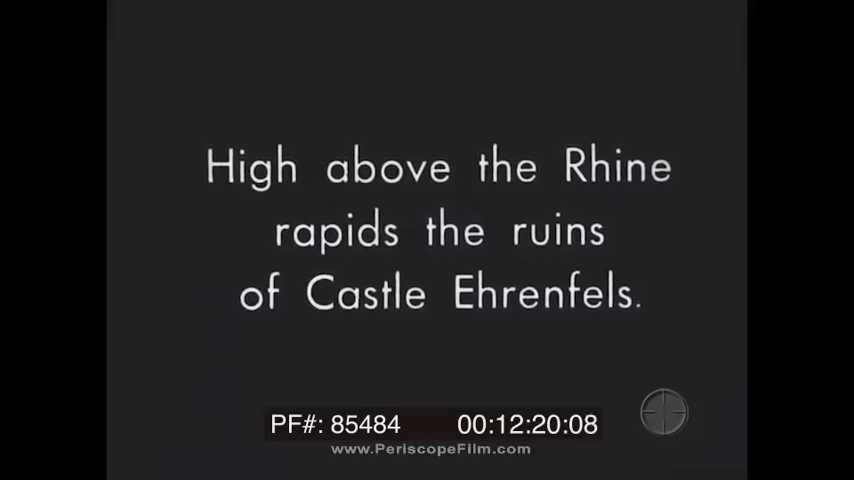 High above the Rhine
rapids the ruins
of Castle Ehrenfels.
PF#: 85484 00:12:20:08
www.PeriscopeFilm.com